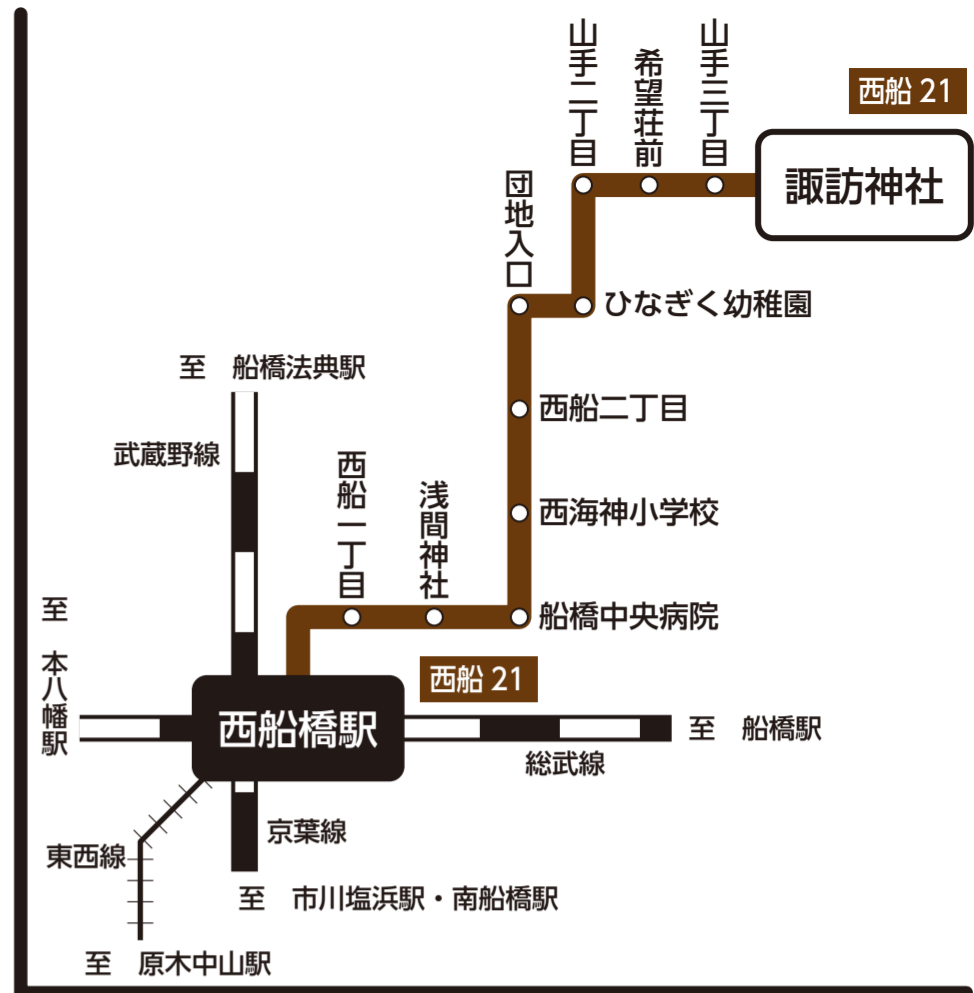 山手二丁目
希望荘前
山手三丁目
西船 21
諏訪神社
団地入口
ひなぎく幼稚園
至 船橋法典駅
西船二丁目
武蔵野線
西船一丁目
浅間神社
西海神小学校
船橋中央病院
至 本八幡駅
西船 21
西船橋駅
至 船橋駅
総武線
京葉線
東西線
至 市川塩浜駅・南船橋駅
至 原木中山駅